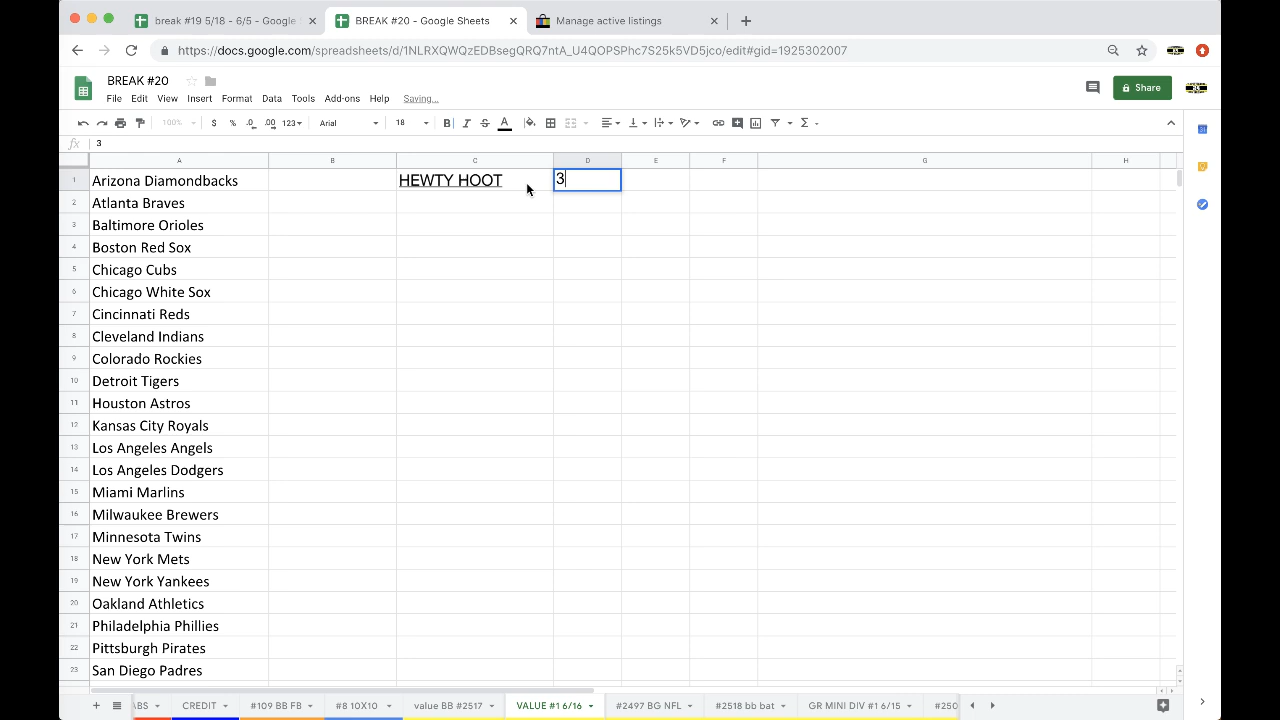 break #19 5/18 - 6/5 - Google
BREAK #20 - Google Sheets
Manage active listings
https://docs.google.com/spreadsheets/d/1NLRXQWQzEDBsegQRQ7ntA_U4QOPSPhc7S25k5VD5jco/edit#gid=1925302007
BREAK #20
File Edit View Insert Format Data Tools Add-ons Help Saving...
Share
100% $ % .0 .00 123 Arial 18 B I S A
fx 3
A B C D E F G H
1 Arizona Diamondbacks HEWTY HOOT 3
2 Atlanta Braves
3 Baltimore Orioles
4 Boston Red Sox
5 Chicago Cubs
6 Chicago White Sox
7 Cincinnati Reds
8 Cleveland Indians
9 Colorado Rockies
10 Detroit Tigers
11 Houston Astros
12 Kansas City Royals
13 Los Angeles Angels
14 Los Angeles Dodgers
15 Miami Marlins
16 Milwaukee Brewers
17 Minnesota Twins
18 New York Mets
19 New York Yankees
20 Oakland Athletics
21 Philadelphia Phillies
22 Pittsburgh Pirates
23 San Diego Padres
ABS CREDIT #109 BB FB #8 10X10 value BB #2517 VALUE #1 6/16 #2497 BG NFL #2518 bb bat GR MINI DIV #1 6/15 #250